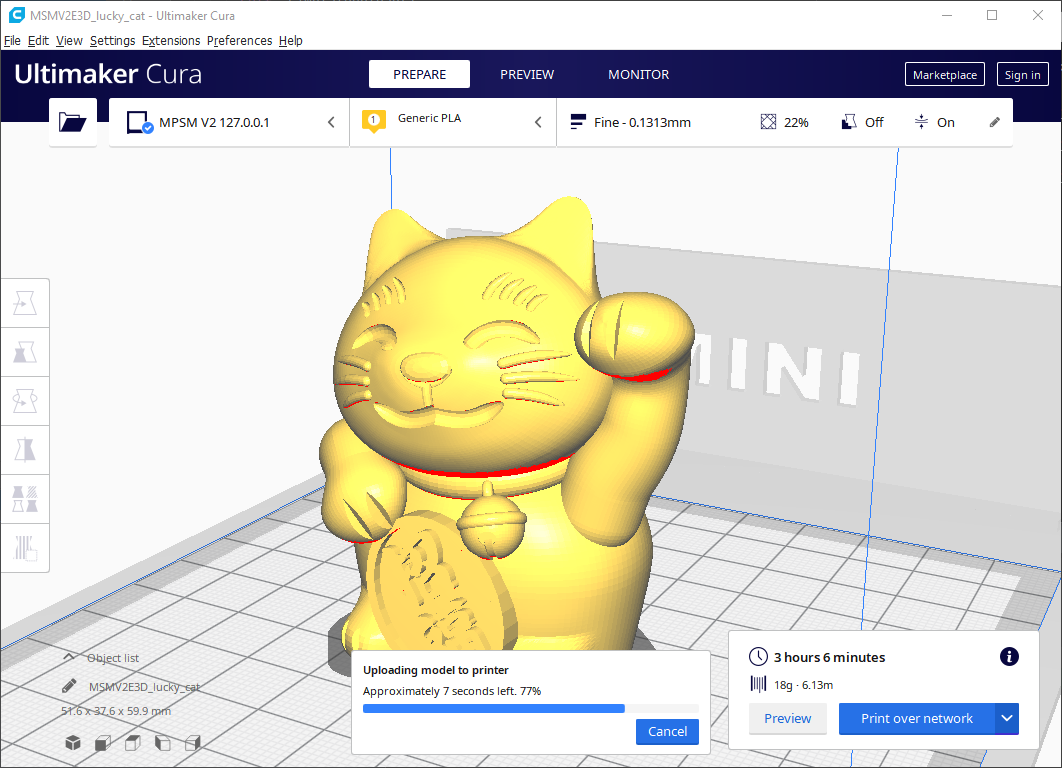 MSMV2E3D_lucky_cat - Ultimaker Cura
File Edit View Settings Extensions Preferences Help
Ultimaker Cura
PREPARE
PREVIEW
MONITOR
Marketplace
Sign in
MPSM V2 127.0.0.1
1
Generic PLA
Fine - 0.1313mm
22%
Off
On
MINI
Object list
MSMV2E3D_lucky_cat
51.6 x 37.6 x 59.9 mm
Uploading model to printer
Approximately 7 seconds left. 77%
Cancel
3 hours 6 minutes
18g · 6.13m
Preview
Print over network